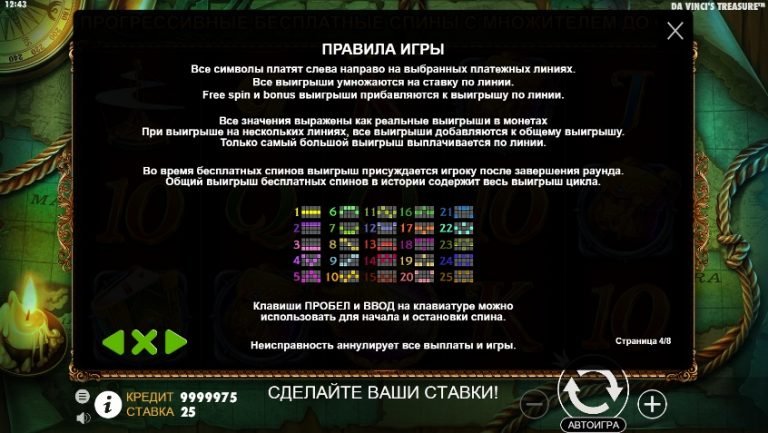 12:43
DA VINCI'S TREASURE™
ПРОГРЕССИВНЫЕ БЕСПЛАТНЫЕ СПИНЫ С МНОЖИТЕЛЕМ ДО
ПРАВИЛА ИГРЫ
Все символы платят слева направо на выбранных платежных линиях.
Все выигрыши умножаются на ставку по линии.
Free spin и bonus выигрыши прибавляются к выигрышу по линии.
Все значения выражены как реальные выигрыши в монетах
При выигрыше на нескольких линиях, все выигрыши добавляются к общему выигрышу.
Только самый большой выигрыш выплачивается по линии.
Во время бесплатных спинов выигрыш присуждается игроку после завершения раунда.
Общий выигрыш бесплатных спинов в истории содержит весь выигрыш цикла.
1 6 11 16 21
2 7 12 17 22
3 8 13 18 23
4 9 14 19 24
5 10 15 20 25
Клавиши ПРОБЕЛ и ВВОД на клавиатуре можно
использовать для начала и остановки спина.
Страница 4/8
Неисправность аннулирует все выплаты и игры.
КРЕДИТ 9999975
СТАВКА 25
СДЕЛАЙТЕ ВАШИ СТАВКИ!
АВТОИГРА